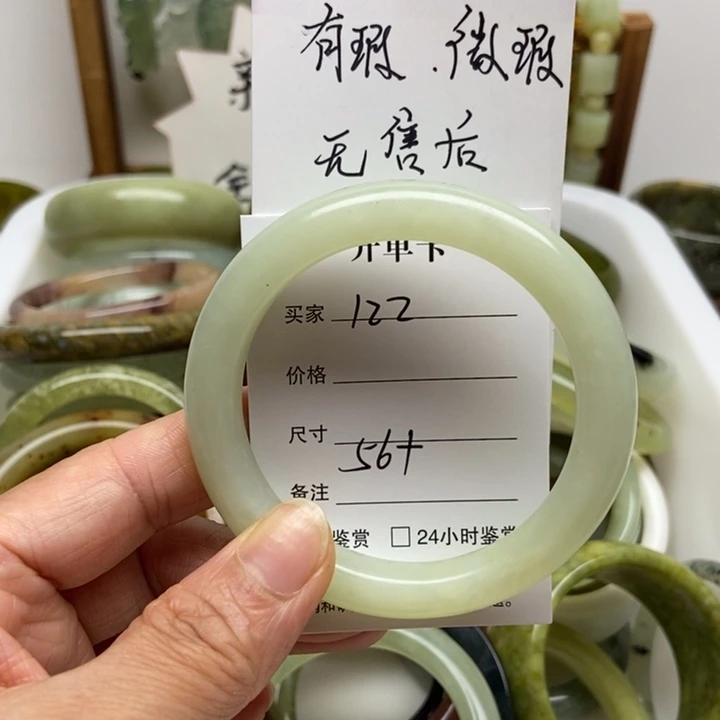 有瑕.微瑕
无售后
开单卡
买家 122
价格
尺寸 56+
备注
鉴赏 □ 24小时鉴赏